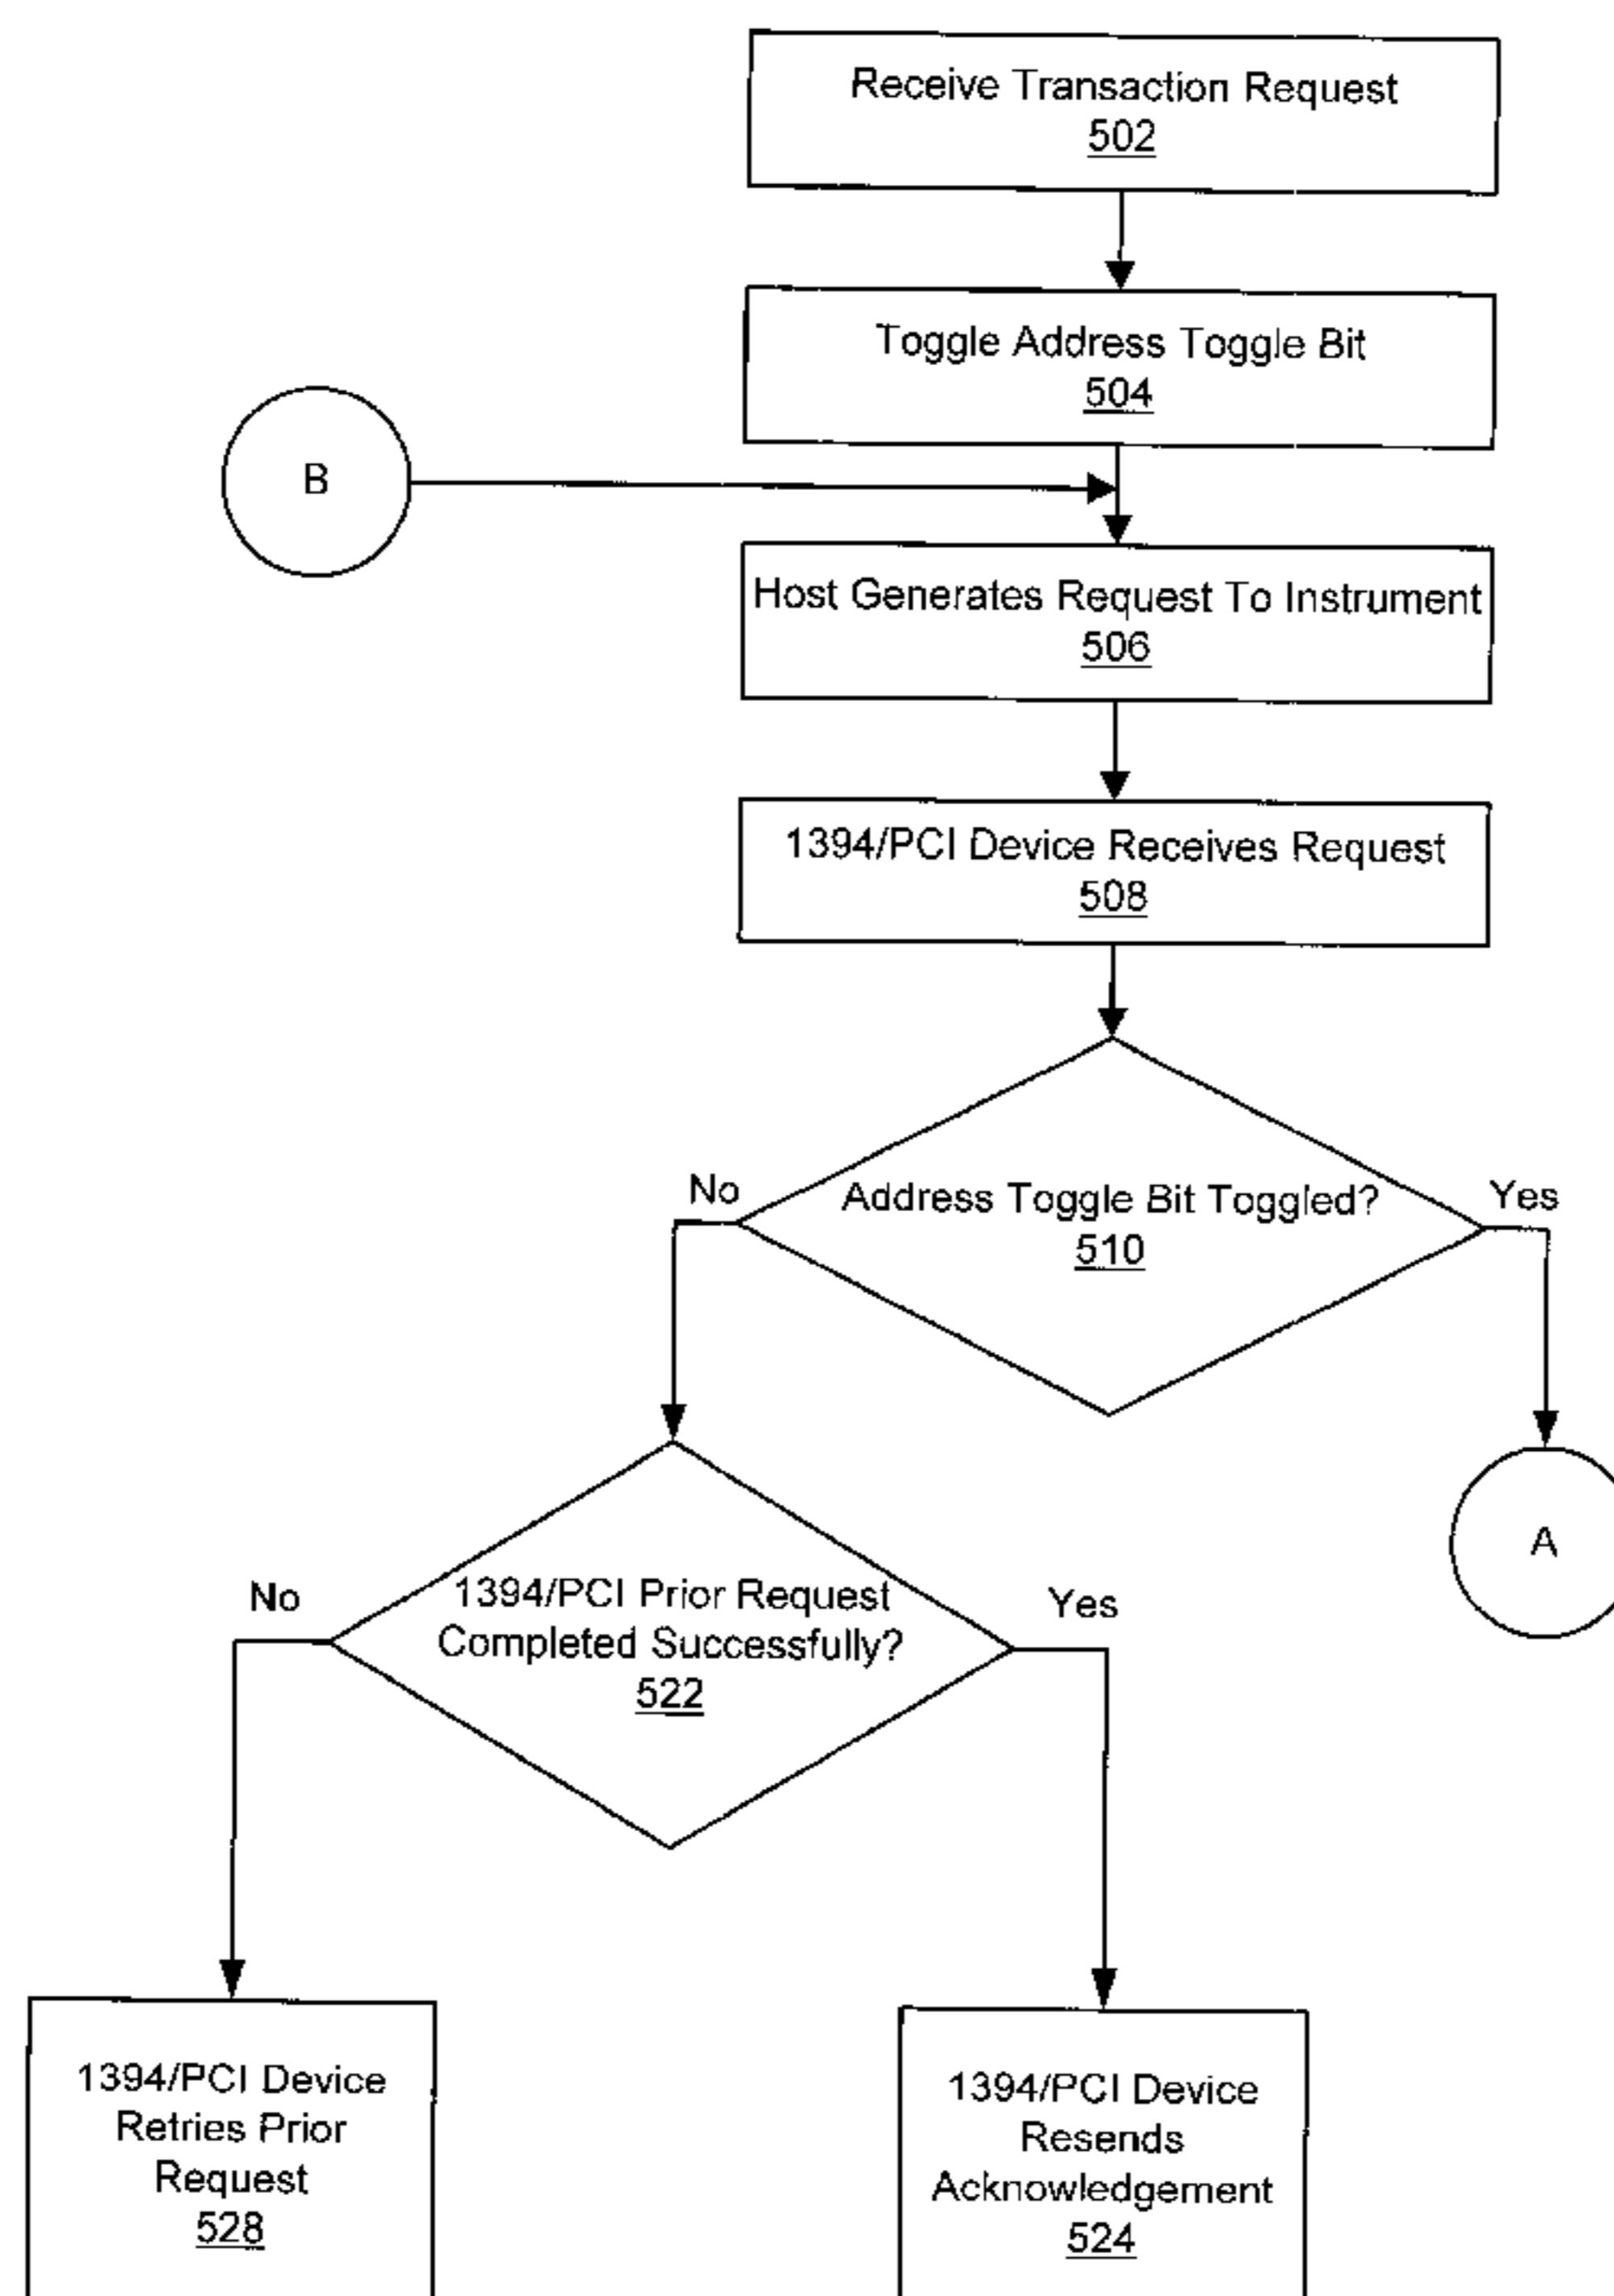 Receive Transaction Request
502
Toggle Address Toggle Bit
504
B
Host Generates Request To Instrument
506
1394/PCI Device Receives Request
508
No
Address Toggle Bit Toggled?
510
Yes
A
No
1394/PCI Prior Request
Completed Successfully?
522
Yes
1394/PCI Device
Retries Prior
Request
528
1394/PCI Device
Resends
Acknowledgement
524